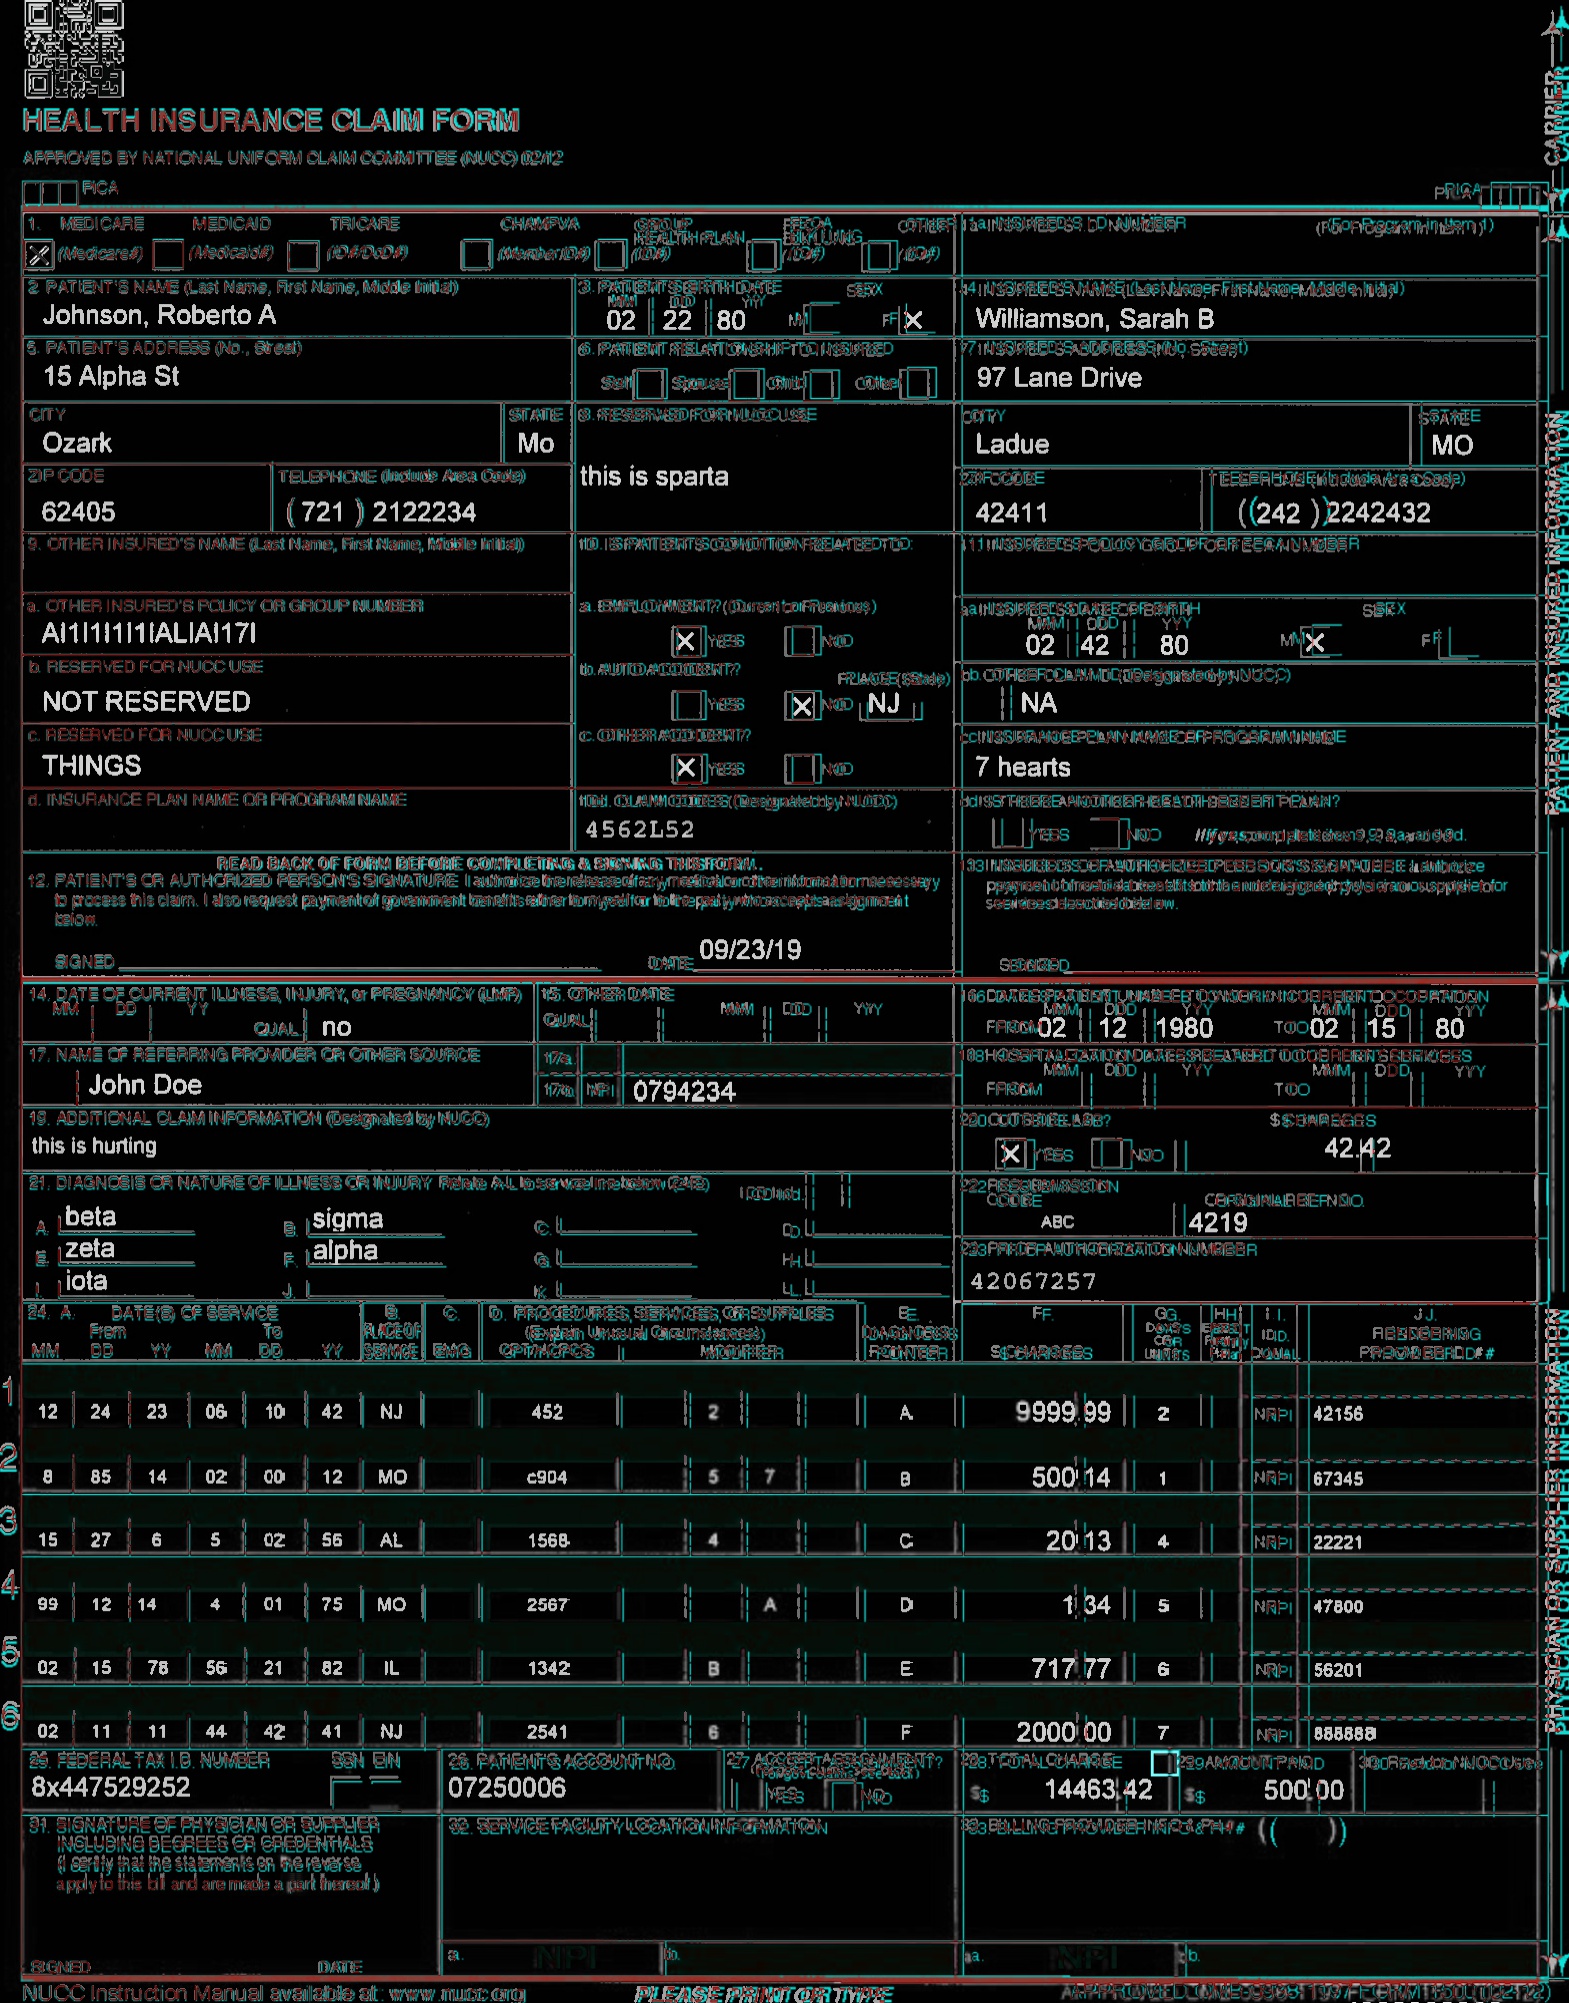 HEALTH INSURANCE CLAIM FORM
APPROVED BY NATIONAL UNIFORM CLAIM COMMITTEE (NUCC) 02/12
PICA
PICA
CARRIER
1. MEDICARE MEDICAID TRICARE CHAMPVA GROUP HEALTH PLAN FECA BLK LUNG OTHER
(Medicare#) (Medicaid#) (ID#/DoD#) (Member ID#) (ID#) (ID#) (ID#)
1a. INSURED'S I.D. NUMBER (For Program in Item 1)
2. PATIENT'S NAME (Last Name, First Name, Middle Initial)
Johnson, Roberto A
3. PATIENT'S BIRTH DATE SEX
MM DD YY
02 22 80 M F X
4. INSURED'S NAME (Last Name, First Name, Middle Initial)
Williamson, Sarah B
5. PATIENT'S ADDRESS (No., Street)
15 Alpha St
6. PATIENT RELATIONSHIP TO INSURED
Self Spouse Child Other
7. INSURED'S ADDRESS (No., Street)
97 Lane Drive
CITY STATE
Ozark Mo
8. RESERVED FOR NUCC USE
this is sparta
CITY STATE
Ladue MO
ZIP CODE TELEPHONE (Include Area Code)
62405 ( 721 ) 2122234
ZIP CODE TELEPHONE (Include Area Code)
42411 (242 ) 2242432
9. OTHER INSURED'S NAME (Last Name, First Name, Middle Initial)
10. IS PATIENT'S CONDITION RELATED TO:
11. INSURED'S POLICY GROUP OR FECA NUMBER
a. OTHER INSURED'S POLICY OR GROUP NUMBER
AI1I1I1I1IALIAI17I
a. EMPLOYMENT? (Current or Previous)
X YES NO
a. INSURED'S DATE OF BIRTH SEX
MM DD YY
02 42 80 M X F
b. RESERVED FOR NUCC USE
NOT RESERVED
b. AUTO ACCIDENT? PLACE (State)
YES X NO NJ
b. OTHER CLAIM ID (Designated by NUCC)
NA
c. RESERVED FOR NUCC USE
THINGS
c. OTHER ACCIDENT?
X YES NO
c. INSURANCE PLAN NAME OR PROGRAM NAME
7 hearts
d. INSURANCE PLAN NAME OR PROGRAM NAME
10d. CLAIM CODES (Designated by NUCC)
4562L52
d. IS THERE ANOTHER HEALTH BENEFIT PLAN?
YES NO If yes, complete items 9, 9a, and 9d.
PATIENT AND INSURED INFORMATION
READ BACK OF FORM BEFORE COMPLETING & SIGNING THIS FORM.
12. PATIENT'S OR AUTHORIZED PERSON'S SIGNATURE I authorize the release of any medical or other information necessary
to process this claim. I also request payment of government benefits either to myself or to the party who accepts assignment
below.
SIGNED DATE 09/23/19
13. INSURED'S OR AUTHORIZED PERSON'S SIGNATURE I authorize
payment of medical benefits to the undersigned physician or supplier for
services described below.
SIGNED
14. DATE OF CURRENT ILLNESS, INJURY, or PREGNANCY (LMP)
MM DD YY QUAL. no
15. OTHER DATE
QUAL. MM DD YY
16. DATES PATIENT UNABLE TO WORK IN CURRENT OCCUPATION
MM DD YY MM DD YY
FROM 02 12 1980 TO 02 15 80
17. NAME OF REFERRING PROVIDER OR OTHER SOURCE
John Doe
17a.
17b. NPI 0794234
18. HOSPITALIZATION DATES RELATED TO CURRENT SERVICES
MM DD YY MM DD YY
FROM TO
19. ADDITIONAL CLAIM INFORMATION (Designated by NUCC)
this is hurting
20. OUTSIDE LAB? $ CHARGES
X YES NO 42.42
21. DIAGNOSIS OR NATURE OF ILLNESS OR INJURY Relate A-L to service line below (24E) ICD Ind.
A. beta B. sigma C. D.
E. zeta F. alpha G. H.
I. iota J. K. L.
22. RESUBMISSION CODE ORIGINAL REF. NO.
ABC 4219
23. PRIOR AUTHORIZATION NUMBER
42067257
24. A. DATE(S) OF SERVICE B. C. D. PROCEDURES, SERVICES, OR SUPPLIES E. F. G. H. I. J.
From To PLACE OF SERVICE EMG (Explain Unusual Circumstances) DIAGNOSIS POINTER $ CHARGES DAYS OR UNITS EPSDT Family Plan ID. QUAL. RENDERING PROVIDER ID. #
MM DD YY MM DD YY CPT/HCPCS MODIFIER
1 12 24 23 06 10 42 NJ 452 2 A 9999 99 2 NPI 42156
2 8 85 14 02 00 12 MO c904 5 7 B 500 14 1 NPI 67345
3 15 27 6 5 02 56 AL 1568 4 C 20 13 4 NPI 22221
4 99 12 14 4 01 75 MO 2567 A D 1 34 5 NPI 47800
5 02 15 78 56 21 82 IL 1342 B E 717 77 6 NPI 56201
6 02 11 11 44 42 41 NJ 2541 6 F 2000 00 7 NPI 888888
PHYSICIAN OR SUPPLIER INFORMATION
25. FEDERAL TAX I.D. NUMBER SSN EIN
8x447529252
26. PATIENT'S ACCOUNT NO.
07250006
27. ACCEPT ASSIGNMENT?
(For govt. claims, see back)
YES NO
28. TOTAL CHARGE
$ 14463 42
29. AMOUNT PAID
$ 500 00
30. Rsvd for NUCC Use
31. SIGNATURE OF PHYSICIAN OR SUPPLIER
INCLUDING DEGREES OR CREDENTIALS
(I certify that the statements on the reverse
apply to this bill and are made a part thereof.)
SIGNED DATE
32. SERVICE FACILITY LOCATION INFORMATION
a. NPI b.
33. BILLING PROVIDER INFO & PH # ( )
a. NPI b.
NUCC Instruction Manual available at: www.nucc.org
PLEASE PRINT OR TYPE